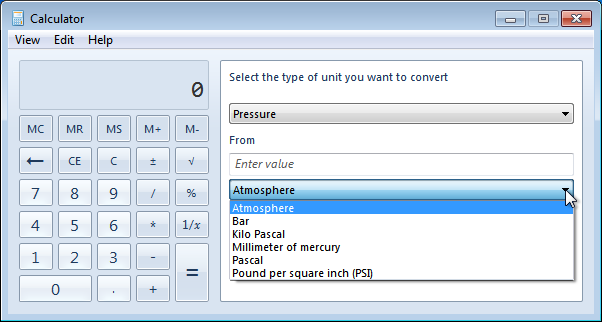 Calculator
View Edit Help
0
MC MR MS M+ M-
← CE C ± √
7 8 9 / %
4 5 6 * 1/x
1 2 3 - =
0 . +
Select the type of unit you want to convert
Pressure
From
Enter value
Atmosphere
Atmosphere
Bar
Kilo Pascal
Millimeter of mercury
Pascal
Pound per square inch (PSI)